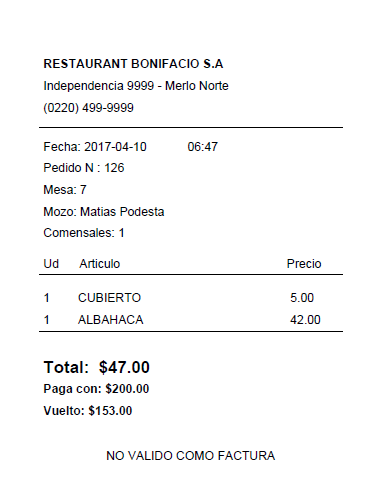 RESTAURANT BONIFACIO S.A
Independencia 9999 - Merlo Norte
(0220) 499-9999
Fecha: 2017-04-10 06:47
Pedido N : 126
Mesa: 7
Mozo: Matias Podesta
Comensales: 1
Ud Articulo Precio
1 CUBIERTO 5.00
1 ALBAHACA 42.00
Total: $47.00
Paga con: $200.00
Vuelto: $153.00
NO VALIDO COMO FACTURA